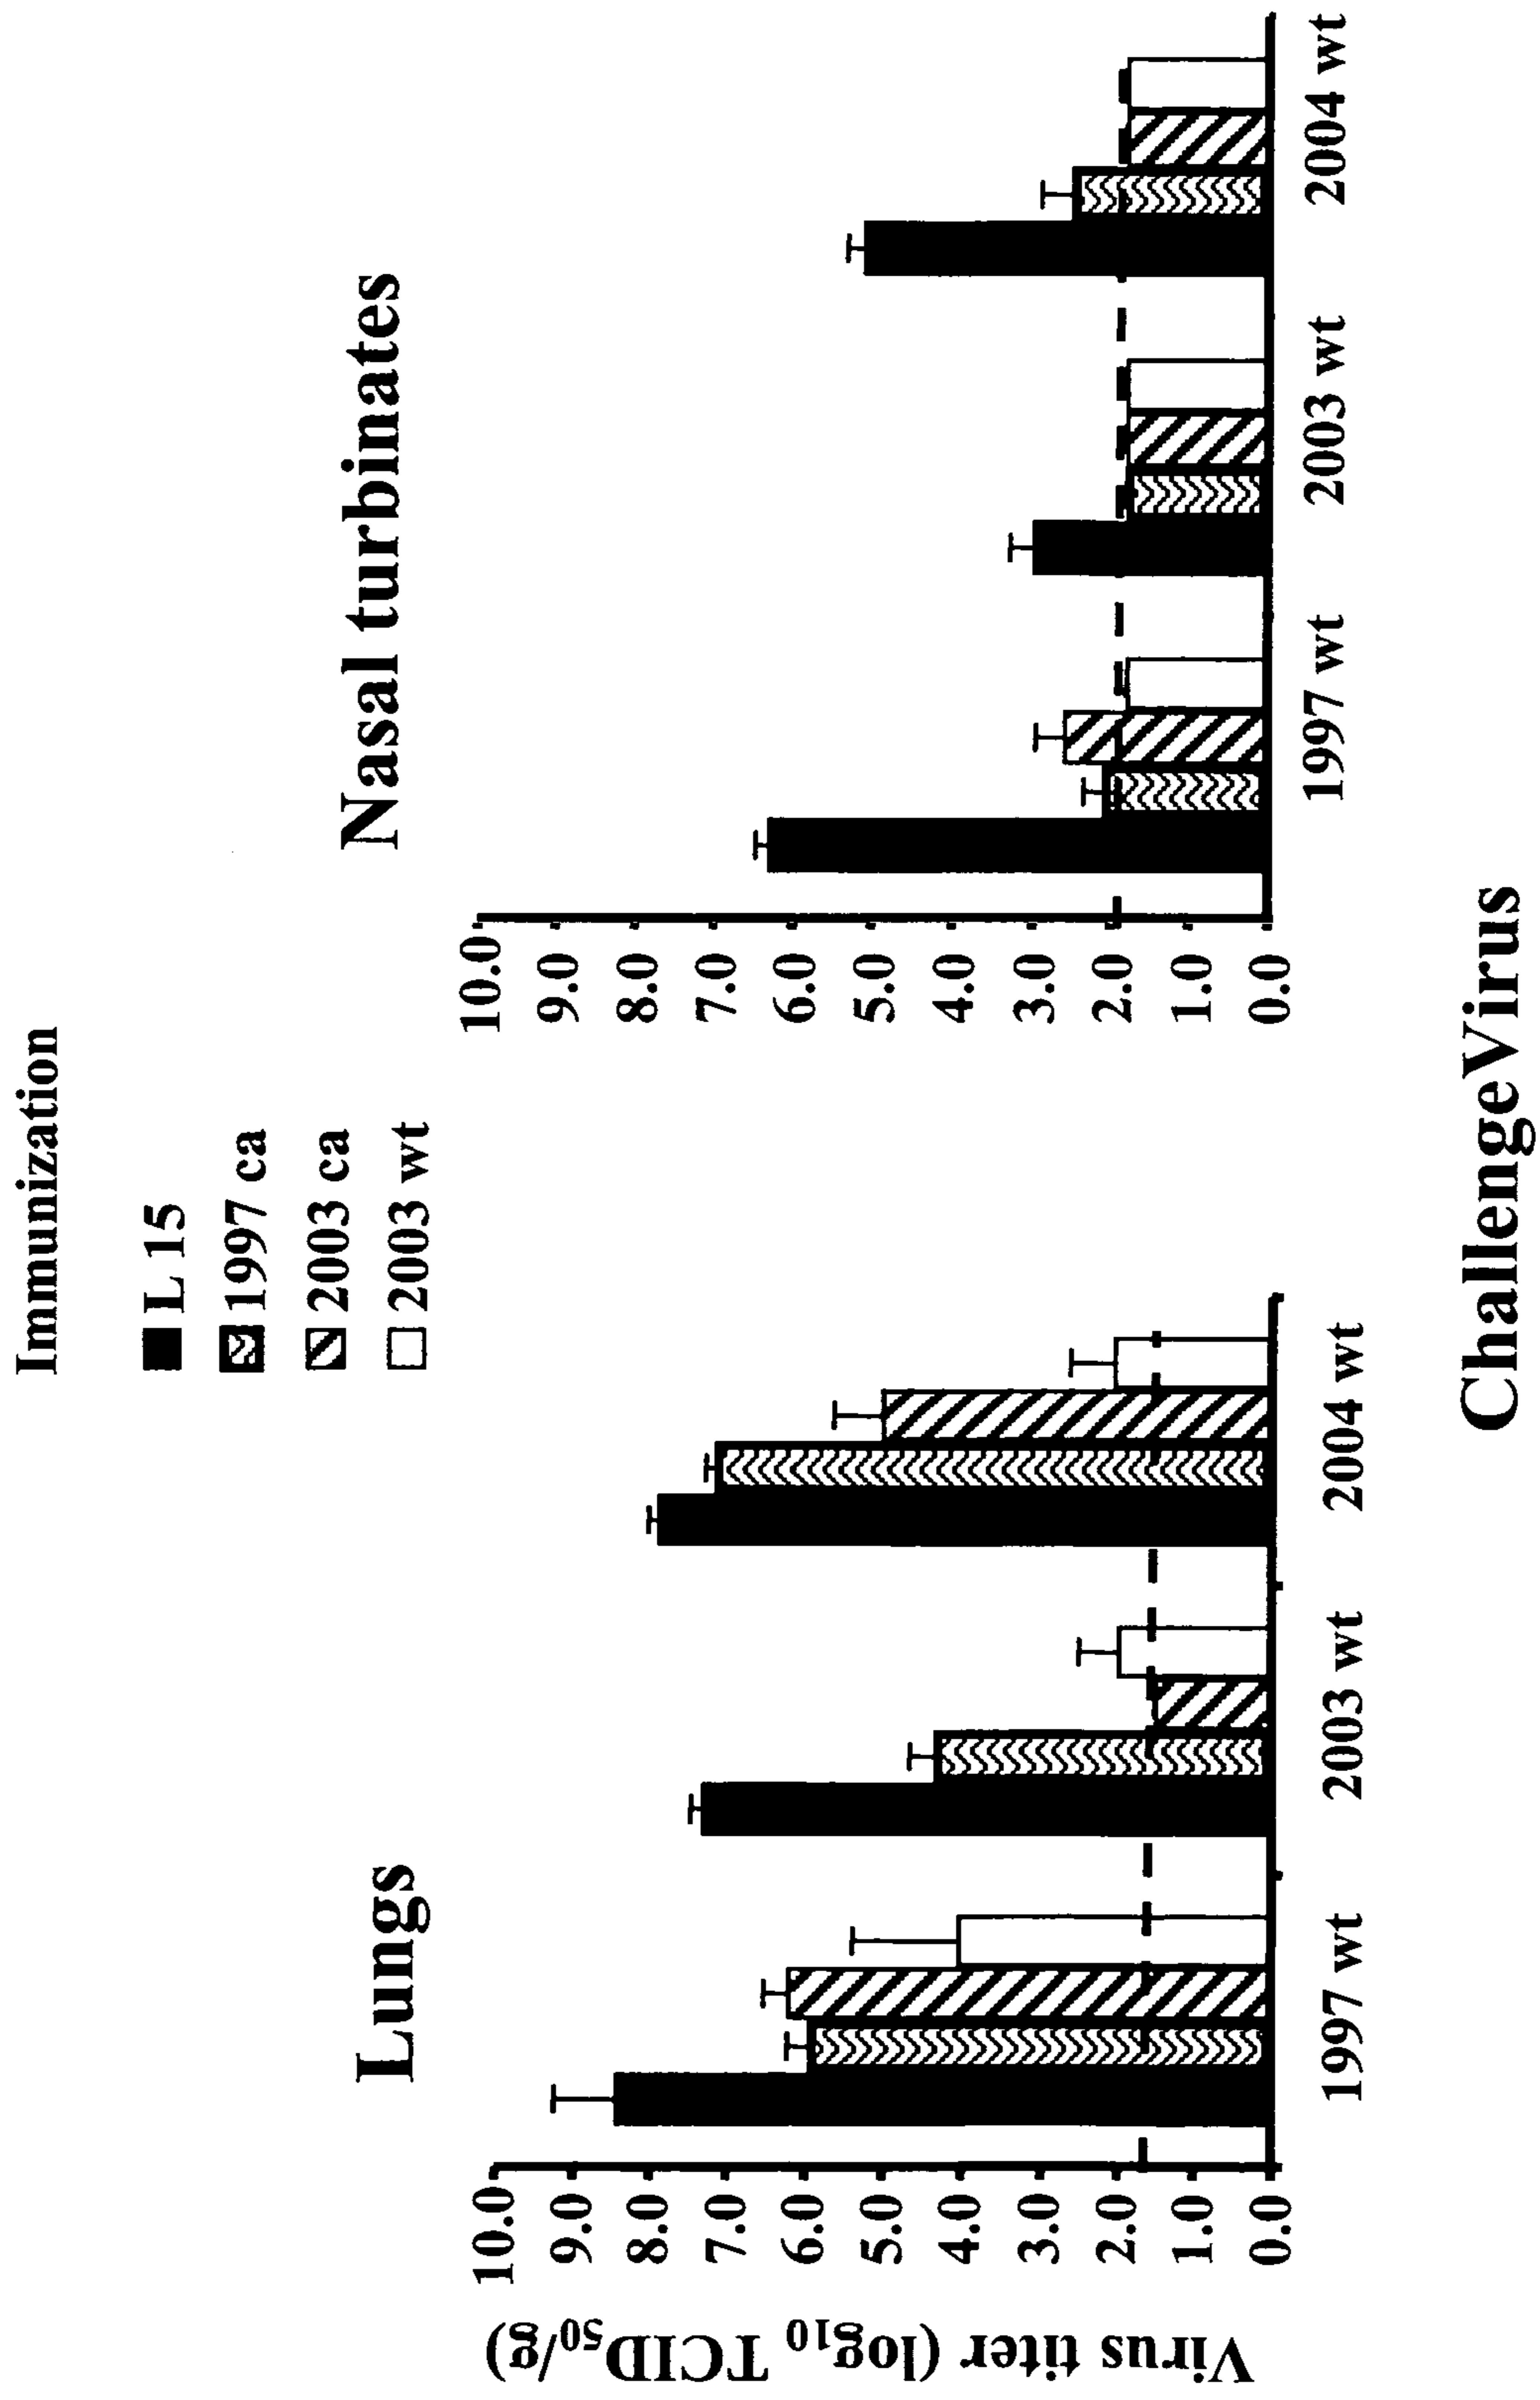 Immunization
L 15
1997 ca
2003 ca
2003 wt
Lungs
Nasal turbinates
Virus titer (log10 TCID50/g)
10.0
9.0
8.0
7.0
6.0
5.0
4.0
3.0
2.0
1.0
0.0
1997 wt
2003 wt
2004 wt
10.0
9.0
8.0
7.0
6.0
5.0
4.0
3.0
2.0
1.0
0.0
1997 wt
2003 wt
2004 wt
ChallengeVirus